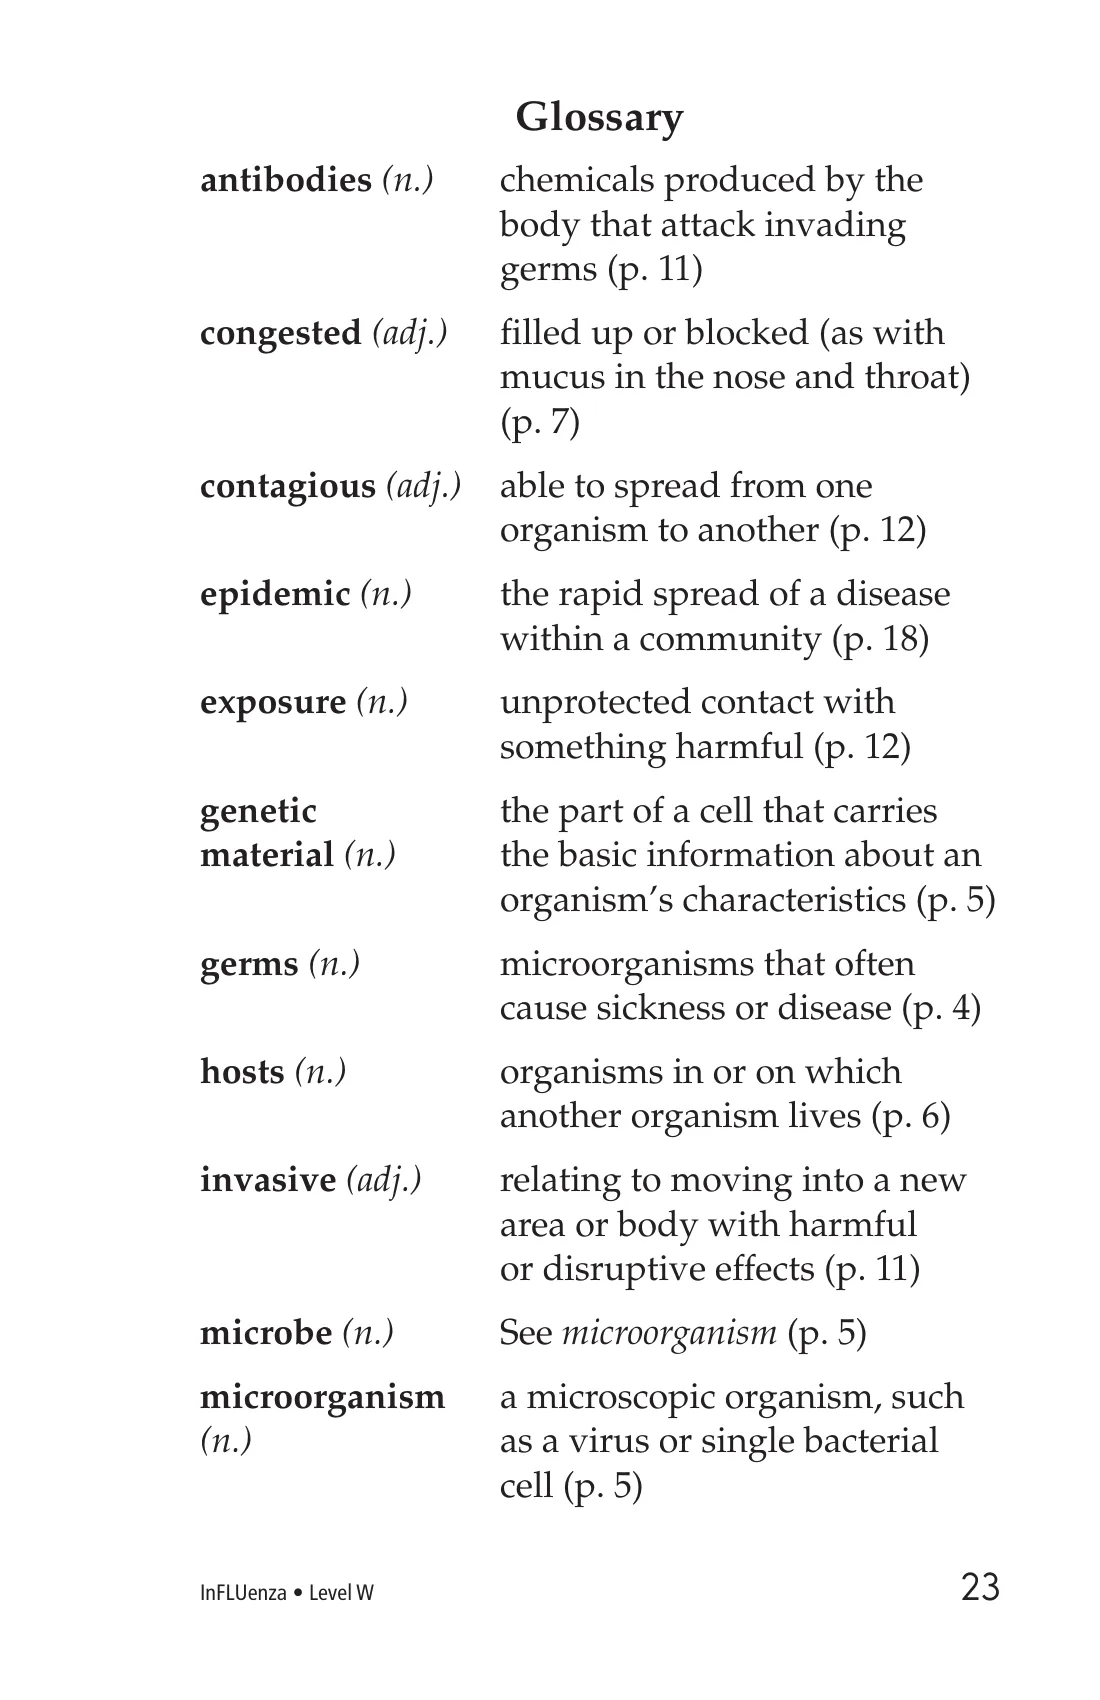 Glossary
antibodies (n.) chemicals produced by the
body that attack invading
germs (p. 11)
congested (adj.) filled up or blocked (as with
mucus in the nose and throat)
(p. 7)
contagious (adj.) able to spread from one
organism to another (p. 12)
epidemic (n.) the rapid spread of a disease
within a community (p. 18)
exposure (n.) unprotected contact with
something harmful (p. 12)
genetic the part of a cell that carries
material (n.) the basic information about an
organism’s characteristics (p. 5)
germs (n.) microorganisms that often
cause sickness or disease (p. 4)
hosts (n.) organisms in or on which
another organism lives (p. 6)
invasive (adj.) relating to moving into a new
area or body with harmful
or disruptive effects (p. 11)
microbe (n.) See microorganism (p. 5)
microorganism a microscopic organism, such
(n.) as a virus or single bacterial
cell (p. 5)
InFLUenza • Level W 23